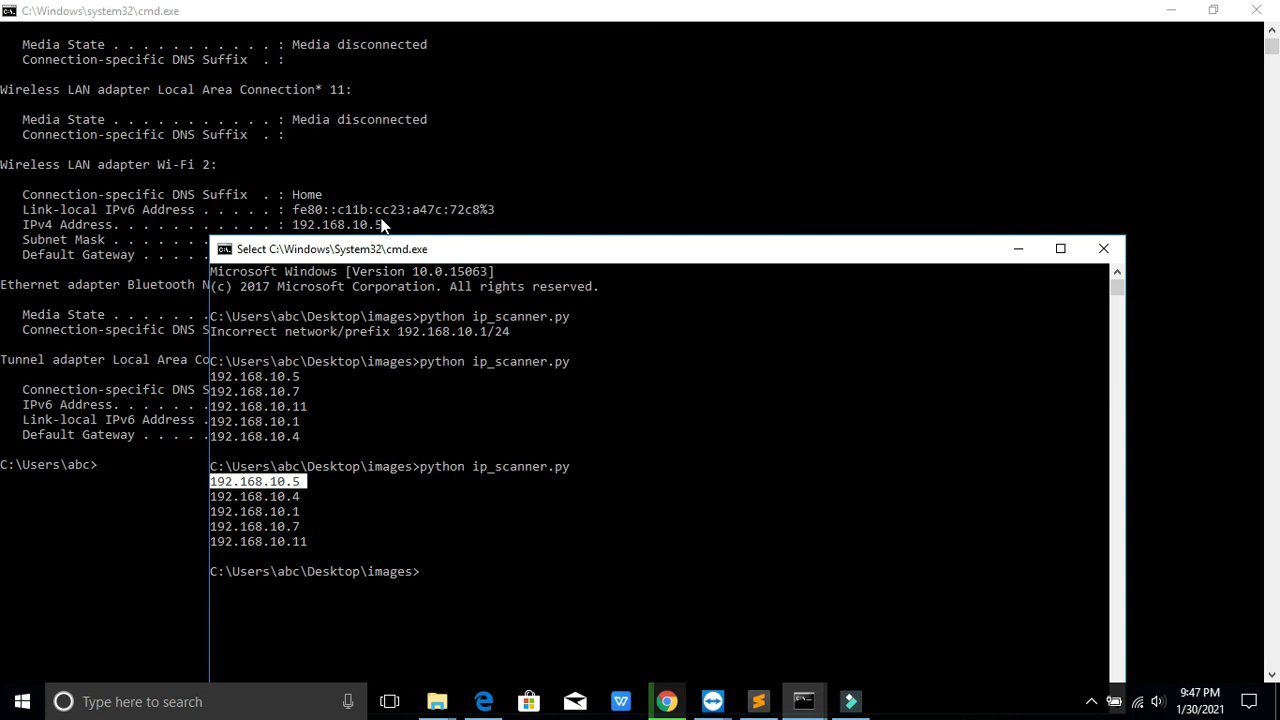 C:\Windows\system32\cmd.exe
Media State . . . . . . . . . . . : Media disconnected
Connection-specific DNS Suffix . :
Wireless LAN adapter Local Area Connection* 11:
Media State . . . . . . . . . . . : Media disconnected
Connection-specific DNS Suffix . :
Wireless LAN adapter Wi-Fi 2:
Connection-specific DNS Suffix . : Home
Link-local IPv6 Address . . . . . : fe80::c11b:cc23:a47c:72c8%3
IPv4 Address . . . . . . . . . . . : 192.168.10.5
Subnet Mask . . . . . . .
Default Gateway . . . . .
Ethernet adapter Bluetooth N
Media State . . . . . . .
Connection-specific DNS S
Tunnel adapter Local Area Co
Connection-specific DNS S
IPv6 Address. . . . . . .
Link-local IPv6 Address .
Default Gateway . . . . .
C:\Users\abc>
Select C:\Windows\System32\cmd.exe
Microsoft Windows [Version 10.0.15063]
(c) 2017 Microsoft Corporation. All rights reserved.
C:\Users\abc\Desktop\images>python ip_scanner.py
Incorrect network/prefix 192.168.10.1/24
C:\Users\abc\Desktop\images>python ip_scanner.py
192.168.10.5
192.168.10.7
192.168.10.11
192.168.10.1
192.168.10.4
C:\Users\abc\Desktop\images>python ip_scanner.py
192.168.10.5
192.168.10.4
192.168.10.1
192.168.10.7
192.168.10.11
C:\Users\abc\Desktop\images>
Type here to search
9:47 PM
1/30/2021